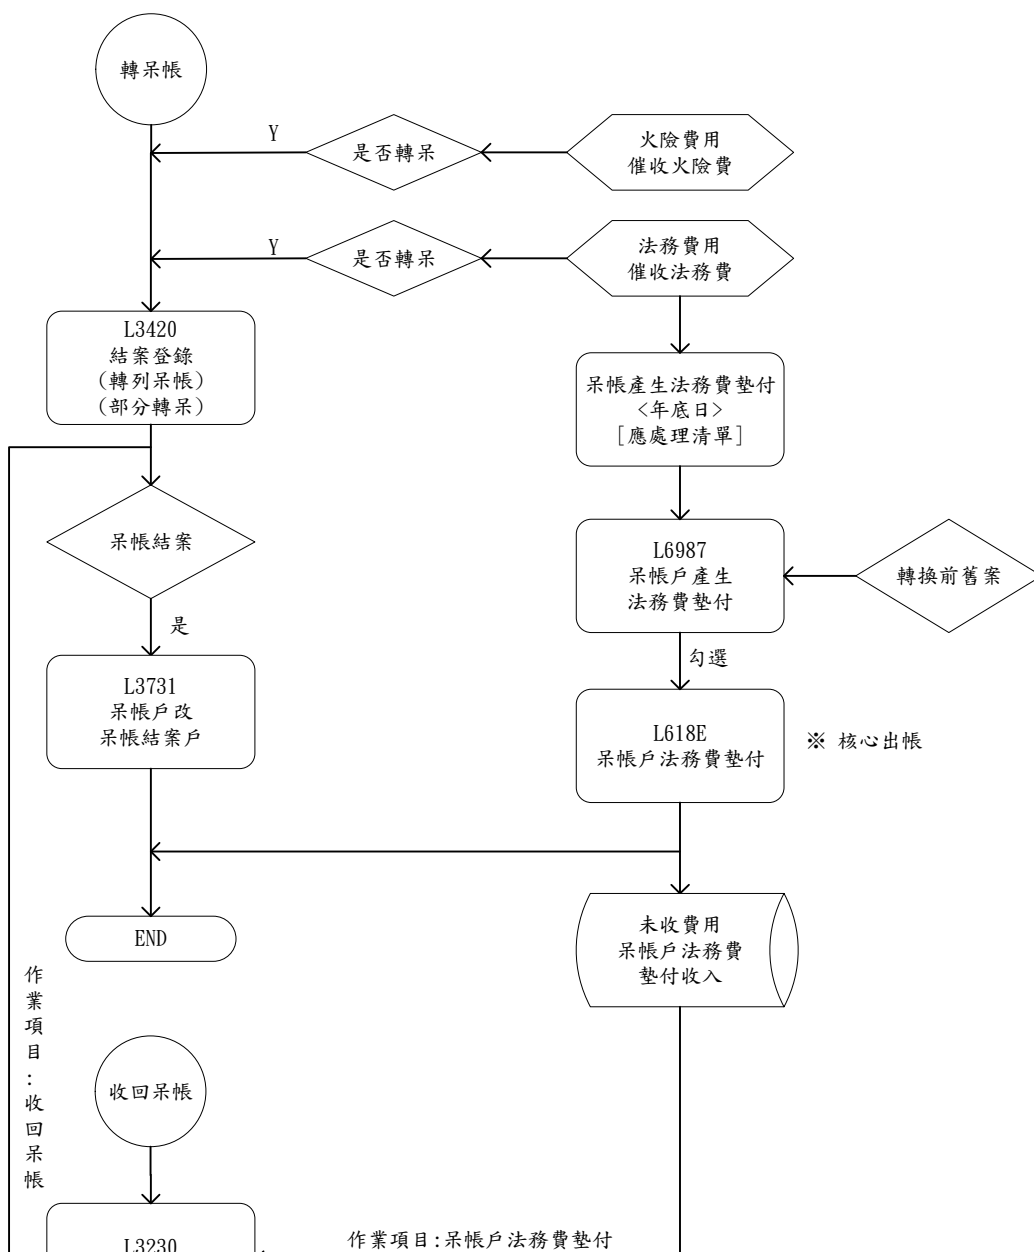 轉呆帳
Y
是否轉呆
火險費用
催收火險費
Y
是否轉呆
法務費用
催收法務費
L3420
結案登錄
(轉列呆帳)
(部分轉呆)
呆帳產生法務費墊付
<年底日>
[應處理清單]
呆帳結案
L6987
呆帳戶產生
法務費墊付
轉換前舊案
是
勾選
L3731
呆帳戶改
呆帳結案戶
L618E
呆帳戶法務費墊付
※ 核心出帳
END
未收費用
呆帳戶法務費
墊付收入
作業項目:收回呆帳
收回呆帳
L3230
作業項目:呆帳戶法務費墊付